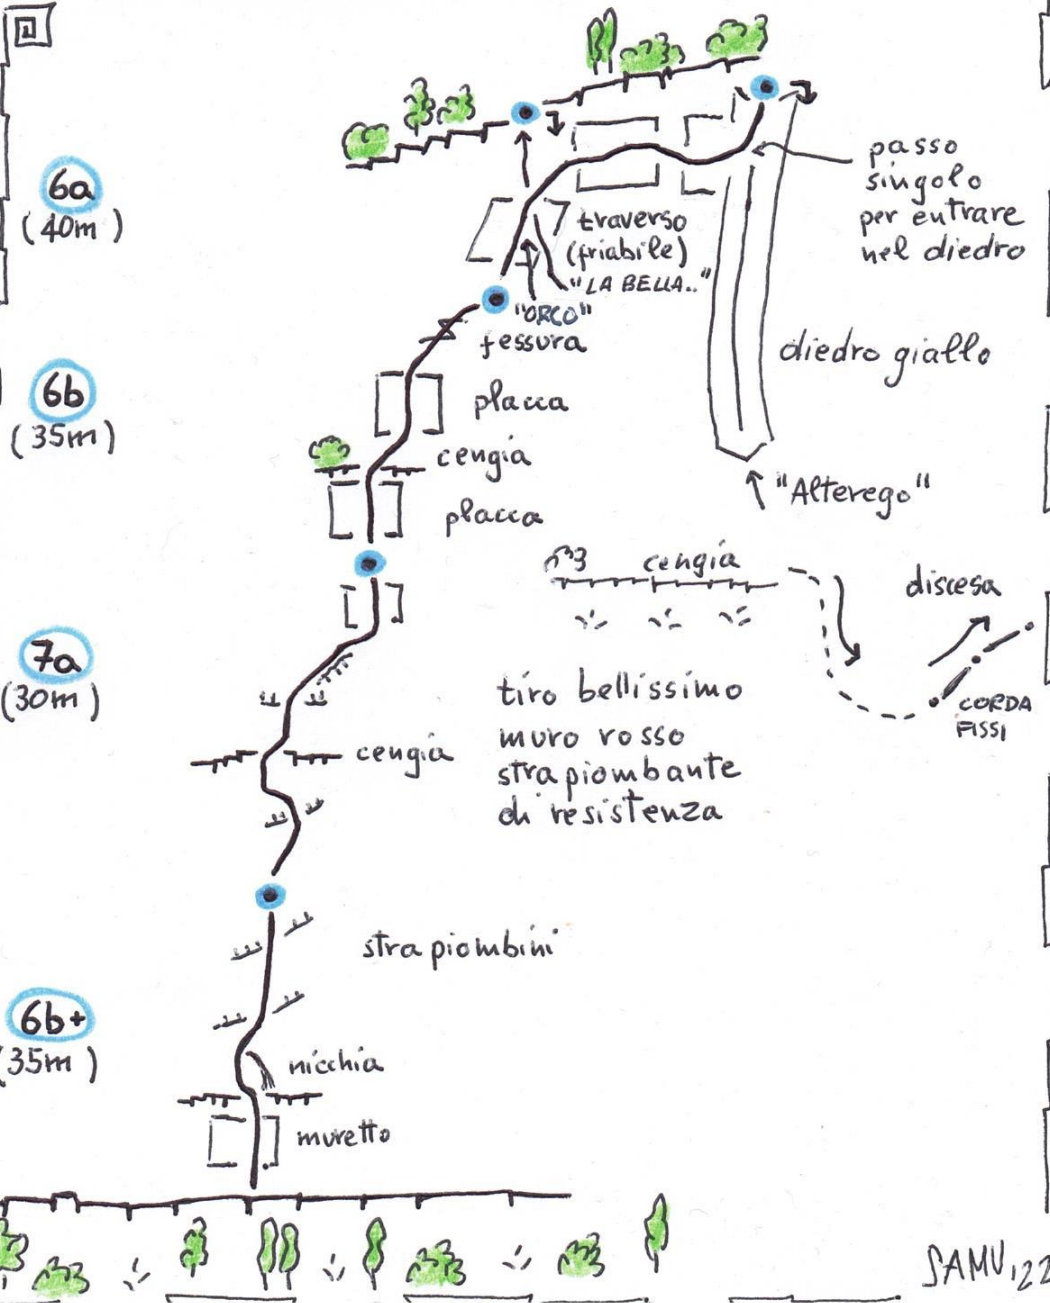 6a
(40m)
passo
singolo
per entrare
nel diedro
traverso
(friabile)
"LA BELLA.."
"ORCO"
fessura
diedro giallo
6b
(35m)
placca
cengia
placca
"Alterego"
cengia
discesa
CORDA
FISSI
7a
(30m)
tiro bellissimo
muro rosso
strapiombante
di resistenza
cengia
strapiombini
6b+
35m)
nicchia
muretto
SAMU,22